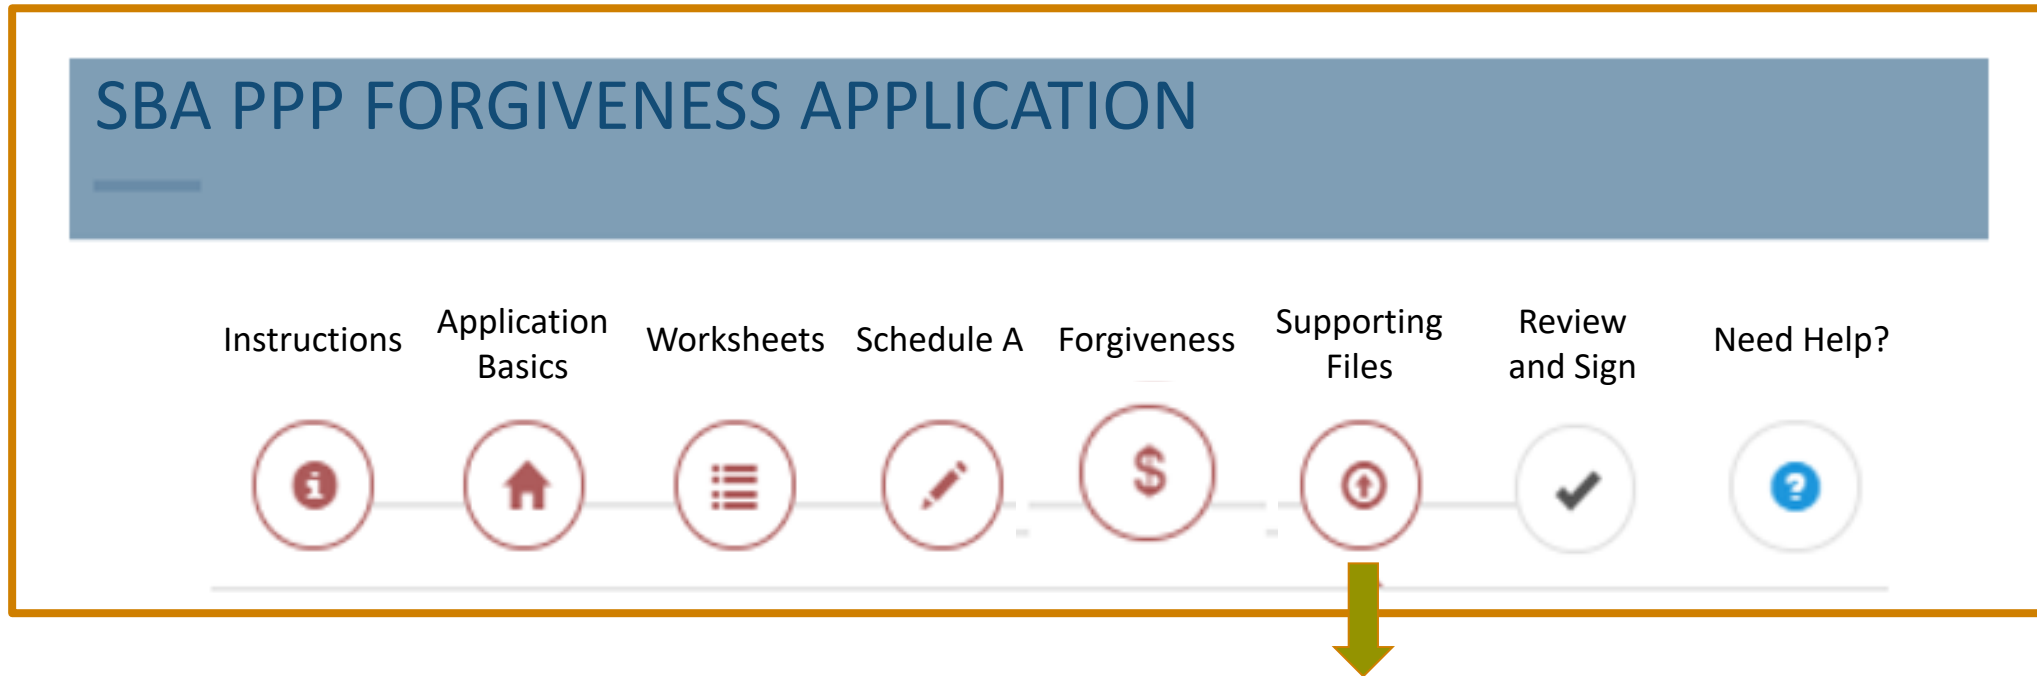 SBA PPP FORGIVENESS APPLICATION
Instructions
Application
Basics
Worksheets
Schedule A
Forgiveness
Supporting
Files
Review
and Sign
Need Help?
i
$
?